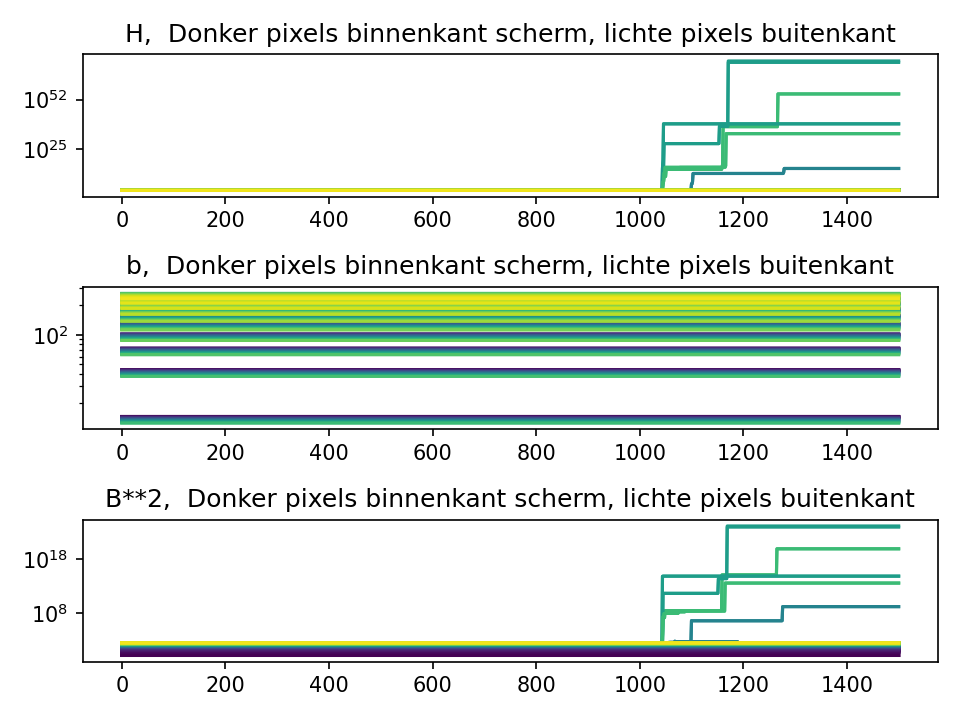 H,  Donker pixels binnenkant scherm, lichte pixels buitenkant
10^52
10^25
0 200 400 600 800 1000 1200 1400
b,  Donker pixels binnenkant scherm, lichte pixels buitenkant
10^2
0 200 400 600 800 1000 1200 1400
B**2,  Donker pixels binnenkant scherm, lichte pixels buitenkant
10^18
10^8
0 200 400 600 800 1000 1200 1400